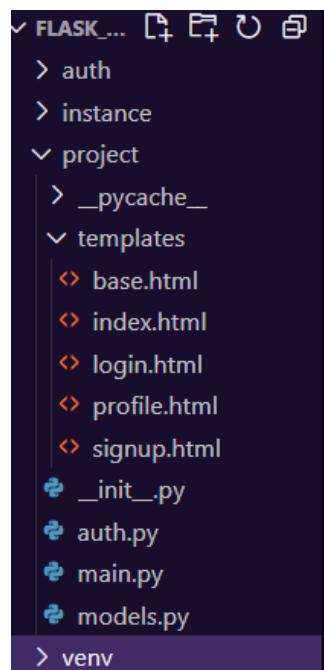 FLASK_...
auth
instance
project
__pycache__
templates
base.html
index.html
login.html
profile.html
signup.html
__init__.py
auth.py
main.py
models.py
venv